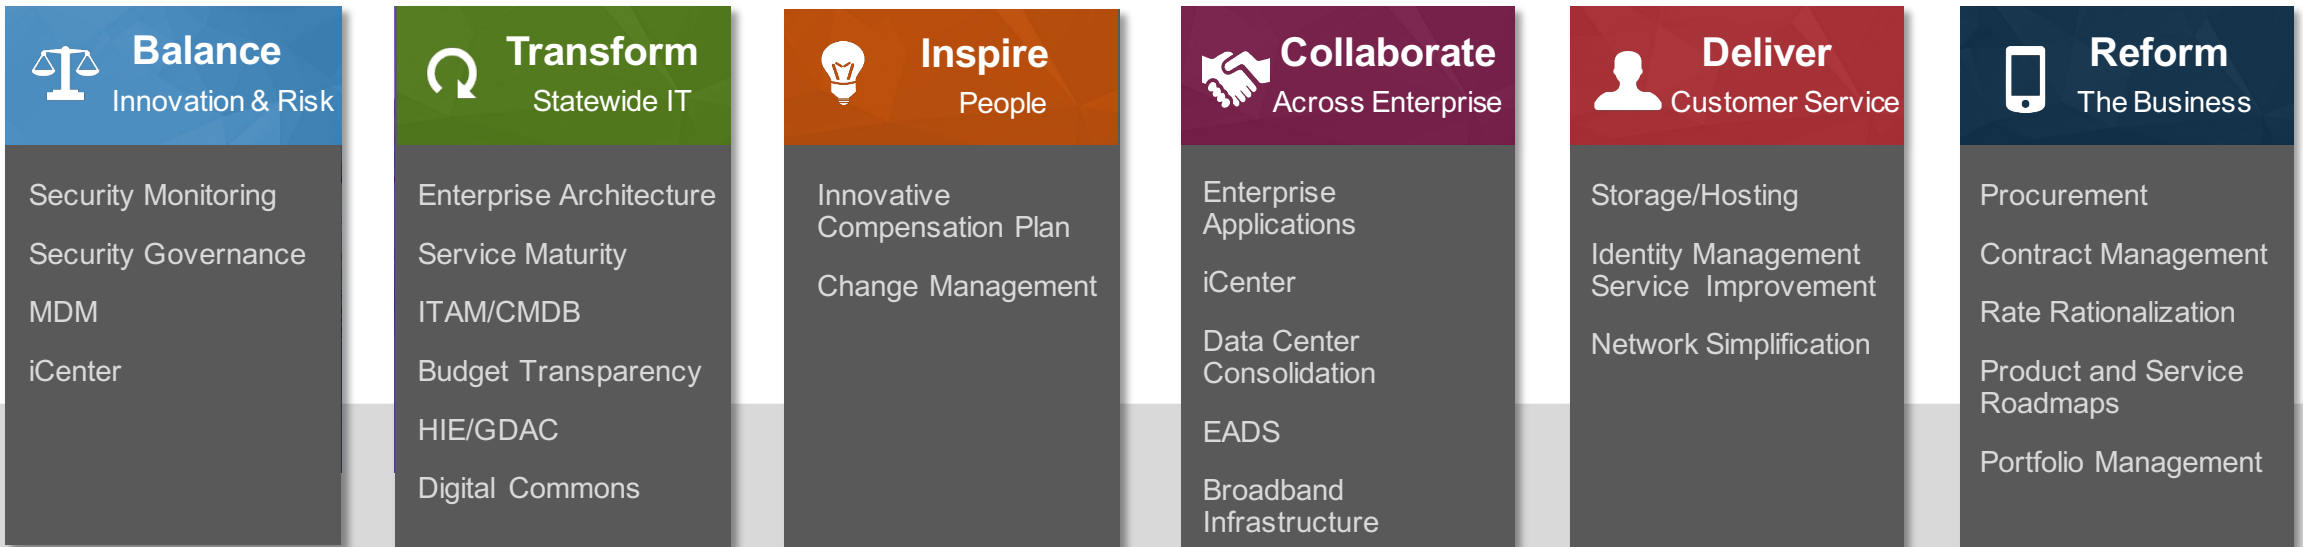 Balance
Innovation & Risk
Security Monitoring
Security Governance
MDM
iCenter
Transform
Statewide IT
Enterprise Architecture
Service Maturity
ITAM/CMDB
Budget Transparency
HIE/GDAC
Digital Commons
Inspire
People
Innovative
Compensation Plan
Change Management
Collaborate
Across Enterprise
Enterprise
Applications
iCenter
Data Center
Consolidation
EADS
Broadband
Infrastructure
Deliver
Customer Service
Storage/Hosting
Identity Management
Service Improvement
Network Simplification
Reform
The Business
Procurement
Contract Management
Rate Rationalization
Product and Service
Roadmaps
Portfolio Management